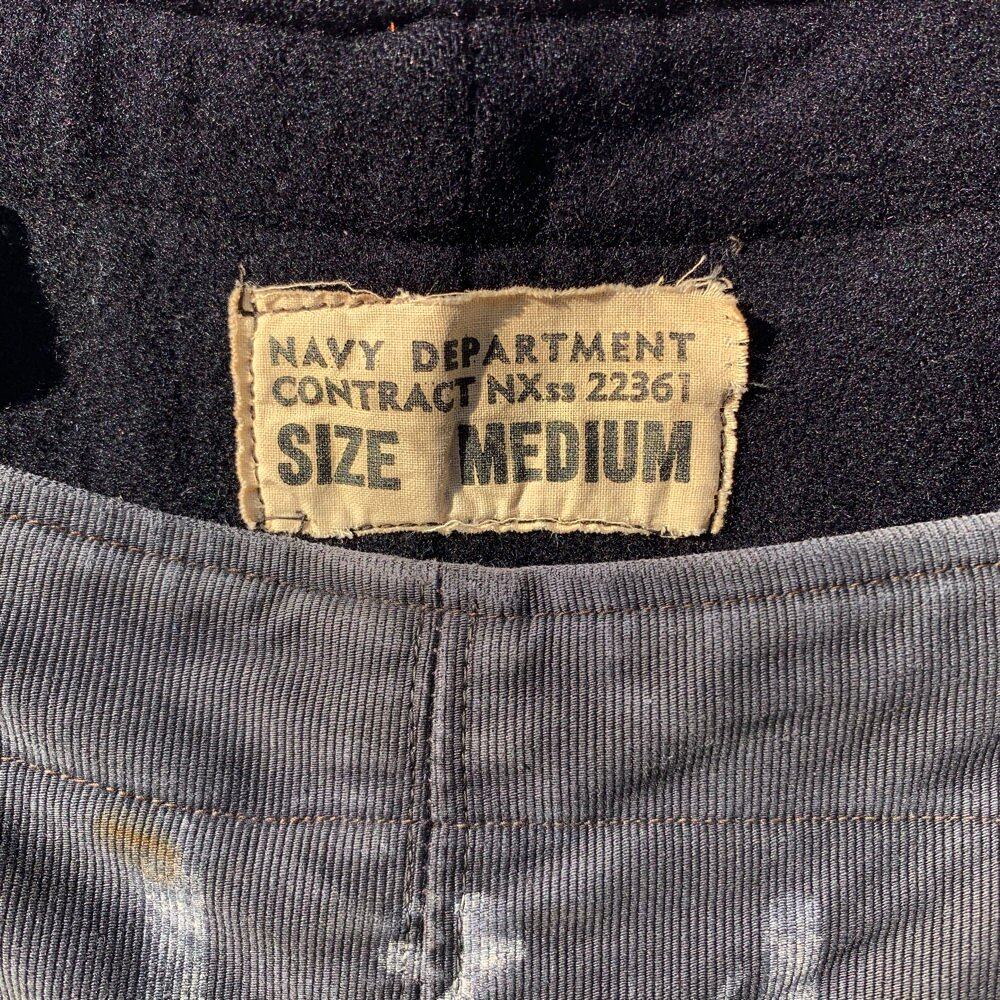 NAVY DEPARTMENT
CONTRACT NXss 22361
SIZE MEDIUM